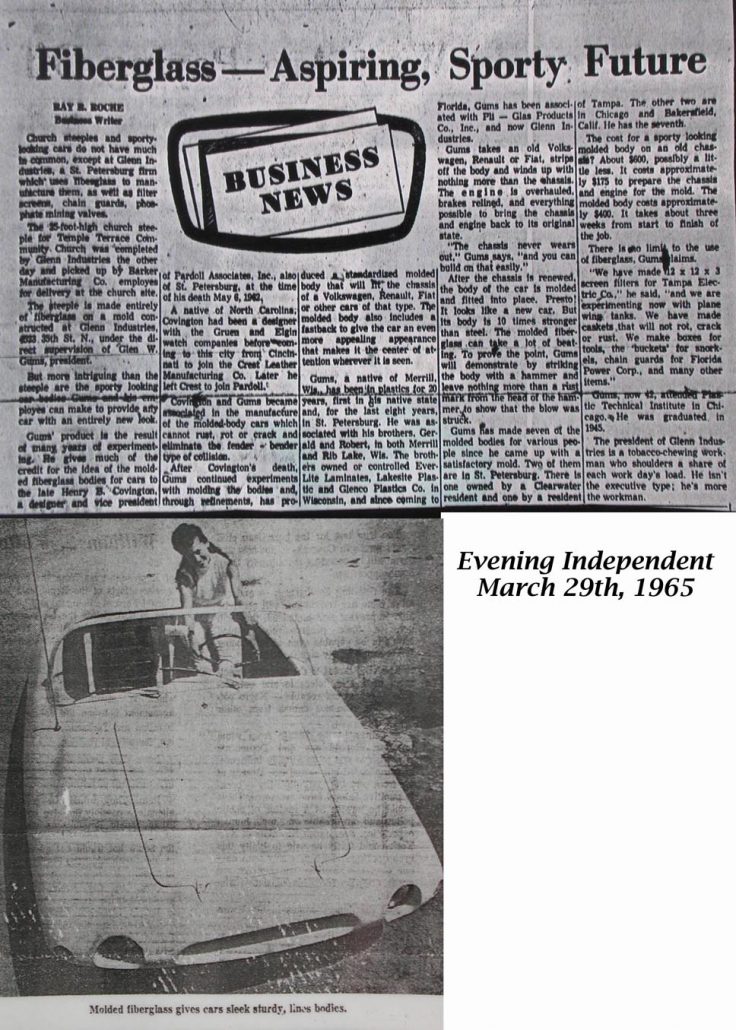 Fiberglass — Aspiring, Sporty Future
RAY B. ROCHE
Business Writer
Church steeples and sporty-
looking cars do not have much
in common, except at Glenn In-
dustries, a St. Petersburg firm
which uses fiberglass to man-
ufacture them, as well as filter
screens, chain guards, phos-
phate mining valves.
The 25-foot-high church stee-
ple for Temple Terrace Com-
munity Church was completed
by Glenn Industries the other
day and picked up by Barker
Manufacturing Co. employes
for delivery at the church site.
The steeple is made entirely
of fiberglass on a mold con-
structed at Glenn Industries,
35th St. N., under the di-
rect supervision of Glen W.
Gums, president.
But more intriguing than the
steeple are the sporty looking
car bodies Gums and his em-
ployes can make to provide any
car with an entirely new look.
Gums' product is the result
of many years of experiment-
ing. He gives much of the
credit for the idea of the mold-
ed fiberglass bodies for cars to
the late Henry B. Covington,
a designer and vice president
BUSINESS
NEWS
of Pardoll Associates, Inc., also
of St. Petersburg, at the time
of his death May 6, 1962.
A native of North Carolina,
Covington had been a designer
with the Gruen and Elgin
watch companies before com-
ing to this city from Cincin-
nati to join the Crest Leather
Manufacturing Co. Later he
left Crest to join Pardoll.
Covington and Gums became
associated in the manufacture
of the molded-body cars which
cannot rust, rot or crack and
eliminate the fender - bender
type of collision.
After Covington's death,
Gums continued experiments
with molding the bodies and,
through refinements, has pro-
duced a standardized molded
body that will fit the chassis
of a Volkswagen, Renault, Fiat
or other cars of that type. The
molded body also includes a
fastback to give the car an even
more appealing appearance
that makes it the center of at-
tention wherever it is seen.
Gums, a native of Merrill,
Wis., has been in plastics for 20
years, first in his native state
and, for the last eight years,
in St. Petersburg. He was as-
sociated with his brothers, Ger-
ald and Robert, in both Merrill
and Rib Lake, Wis. The broth-
ers owned or controlled Ever-
Lite Laminates, Lakesite Plas-
tic and Glenco Plastics Co. in
Wisconsin, and since coming to
Florida, Gums has been associ-
ated with Pli — Glas Products
Co., Inc., and now Glenn In-
dustries.
Gums takes an old Volks-
wagen, Renault or Fiat, strips
off the body and winds up with
nothing more than the chassis.
The engine is overhauled,
brakes relined, and everything
possible to bring the chassis
and engine back to its original
state.
"The chassis never wears
out," Gums says, "and you can
build on that easily."
After the chassis is renewed,
the body of the car is molded
and fitted into place. Presto!
It looks like a new car. But
its body is 10 times stronger
than steel. The molded fiber-
glass can take a lot of beat-
ing. To prove the point, Gums
will demonstrate by striking
the body with a hammer and
leave nothing more than a rust
mark from the head of the ham-
mer to show that the blow was
struck.
Gums has made seven of the
molded bodies for various peo-
ple since he came up with a
satisfactory mold. Two of them
are in St. Petersburg. There is
one owned by a Clearwater
resident and one by a resident
of Tampa. The other two are
in Chicago and Bakersfield,
Calif. He has the seventh.
The cost for a sporty looking
molded body on an old chas-
sis? About $600, possibly a lit-
tle less. It costs approximate-
ly $175 to prepare the chassis
and engine for the mold. The
molded body costs approximate-
ly $400. It takes about three
weeks from start to finish of
the job.
There is no limit to the use
of fiberglass, Gums claims.
"We have made 12 x 12 x 3
screen filters for Tampa Elec-
tric Co.," he said, "and we are
experimenting now with plane
wing tanks. We have made
caskets that will not rot, crack
or rust. We make boxes for
tools, the 'buckets' for snork-
els, chain guards for Florida
Power Corp., and many other
items."
Gums, now 42, attended Plas-
tic Technical Institute in Chi-
cago. He was graduated in
1945.
The president of Glenn Indus-
tries is a tobacco-chewing work-
man who shoulders a share of
each work day's load. He isn't
the executive type; he's more
the workman.
Evening Independent
March 29th, 1965
Molded fiberglass gives cars sleek sturdy, lines bodies.